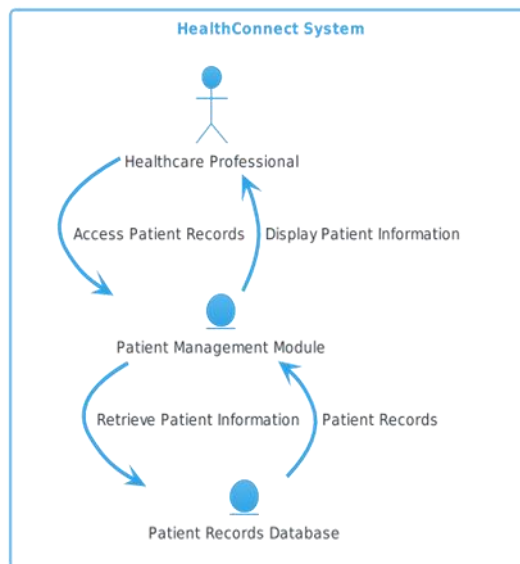 HealthConnect System
Healthcare Professional
Access Patient Records
Display Patient Information
Patient Management Module
Retrieve Patient Information
Patient Records
Patient Records Database